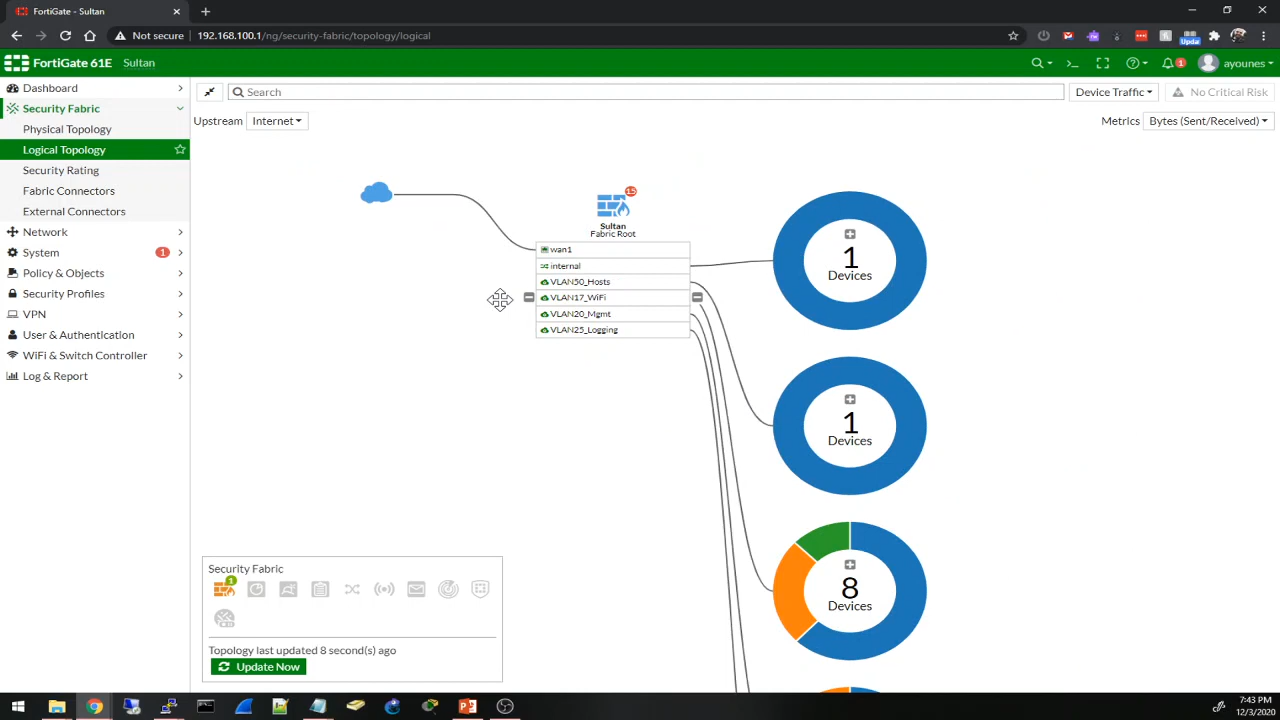 FortiGate - Sultan
Not secure 192.168.100.1/ng/security-fabric/topology/logical
Upda
FortiGate 61E Sultan
1 ayounes
Dashboard
Security Fabric
Physical Topology
Logical Topology
Security Rating
Fabric Connectors
External Connectors
Network
System 1
Policy & Objects
Security Profiles
VPN
User & Authentication
WiFi & Switch Controller
Log & Report
Search
Device Traffic
No Critical Risk
Upstream Internet
Metrics Bytes (Sent/Received)
15
Sultan
Fabric Root
wan1
internal
VLAN50_Hosts
VLAN17_WiFi
VLAN20_Mgmt
VLAN25_Logging
1
Devices
1
Devices
8
Devices
Security Fabric
1
Topology last updated 8 second(s) ago
Update Now
7:43 PM
12/3/2020